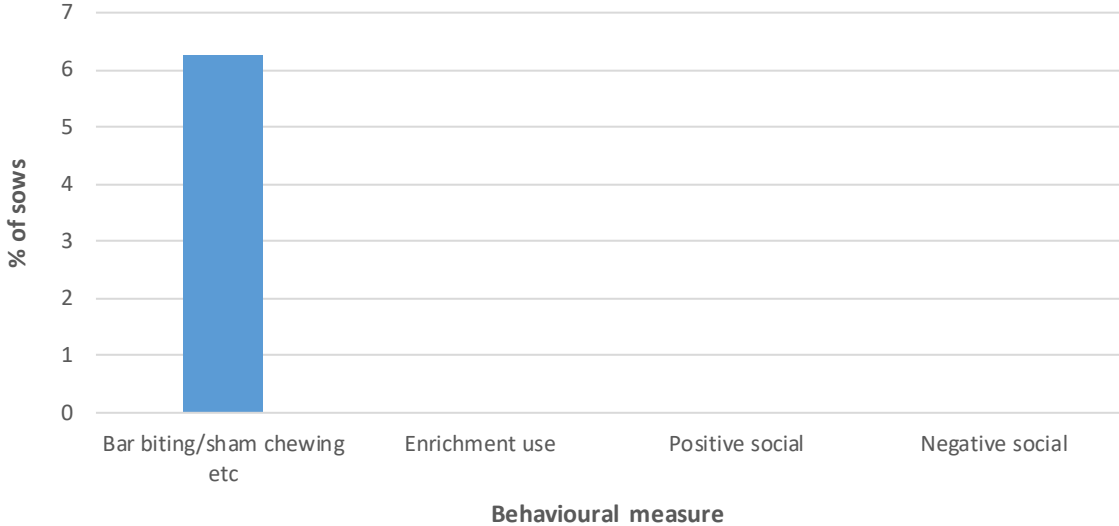 7
6
5
4
3
2
1
0
% of sows
Bar biting/sham chewing
etc
Enrichment use
Positive social
Negative social
Behavioural measure